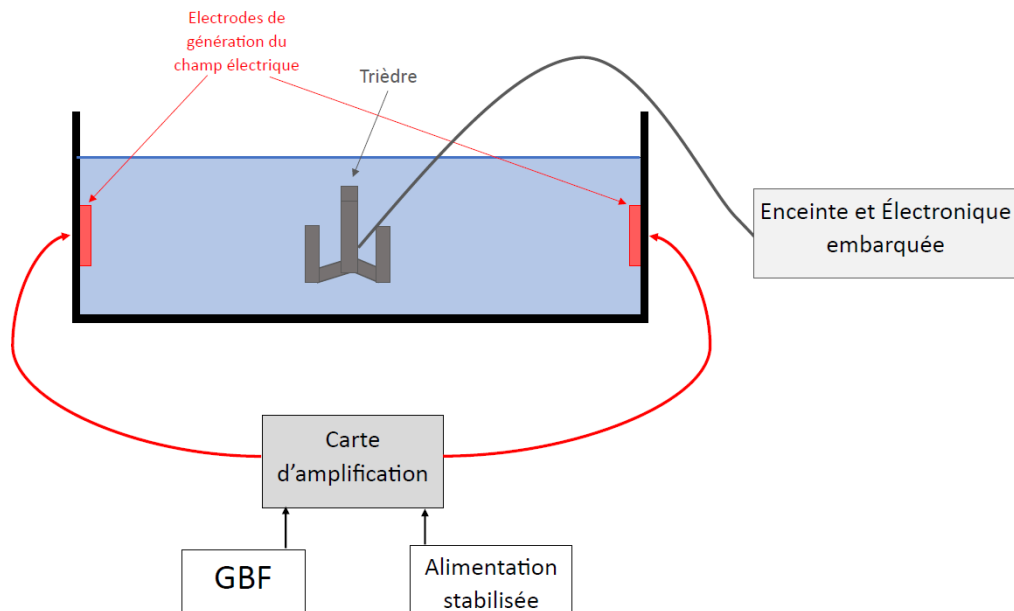 Electrodes de
génération du
champ électrique
Trièdre
Enceinte et Électronique
embarquée
Carte
d'amplification
GBF
Alimentation
stabilisée